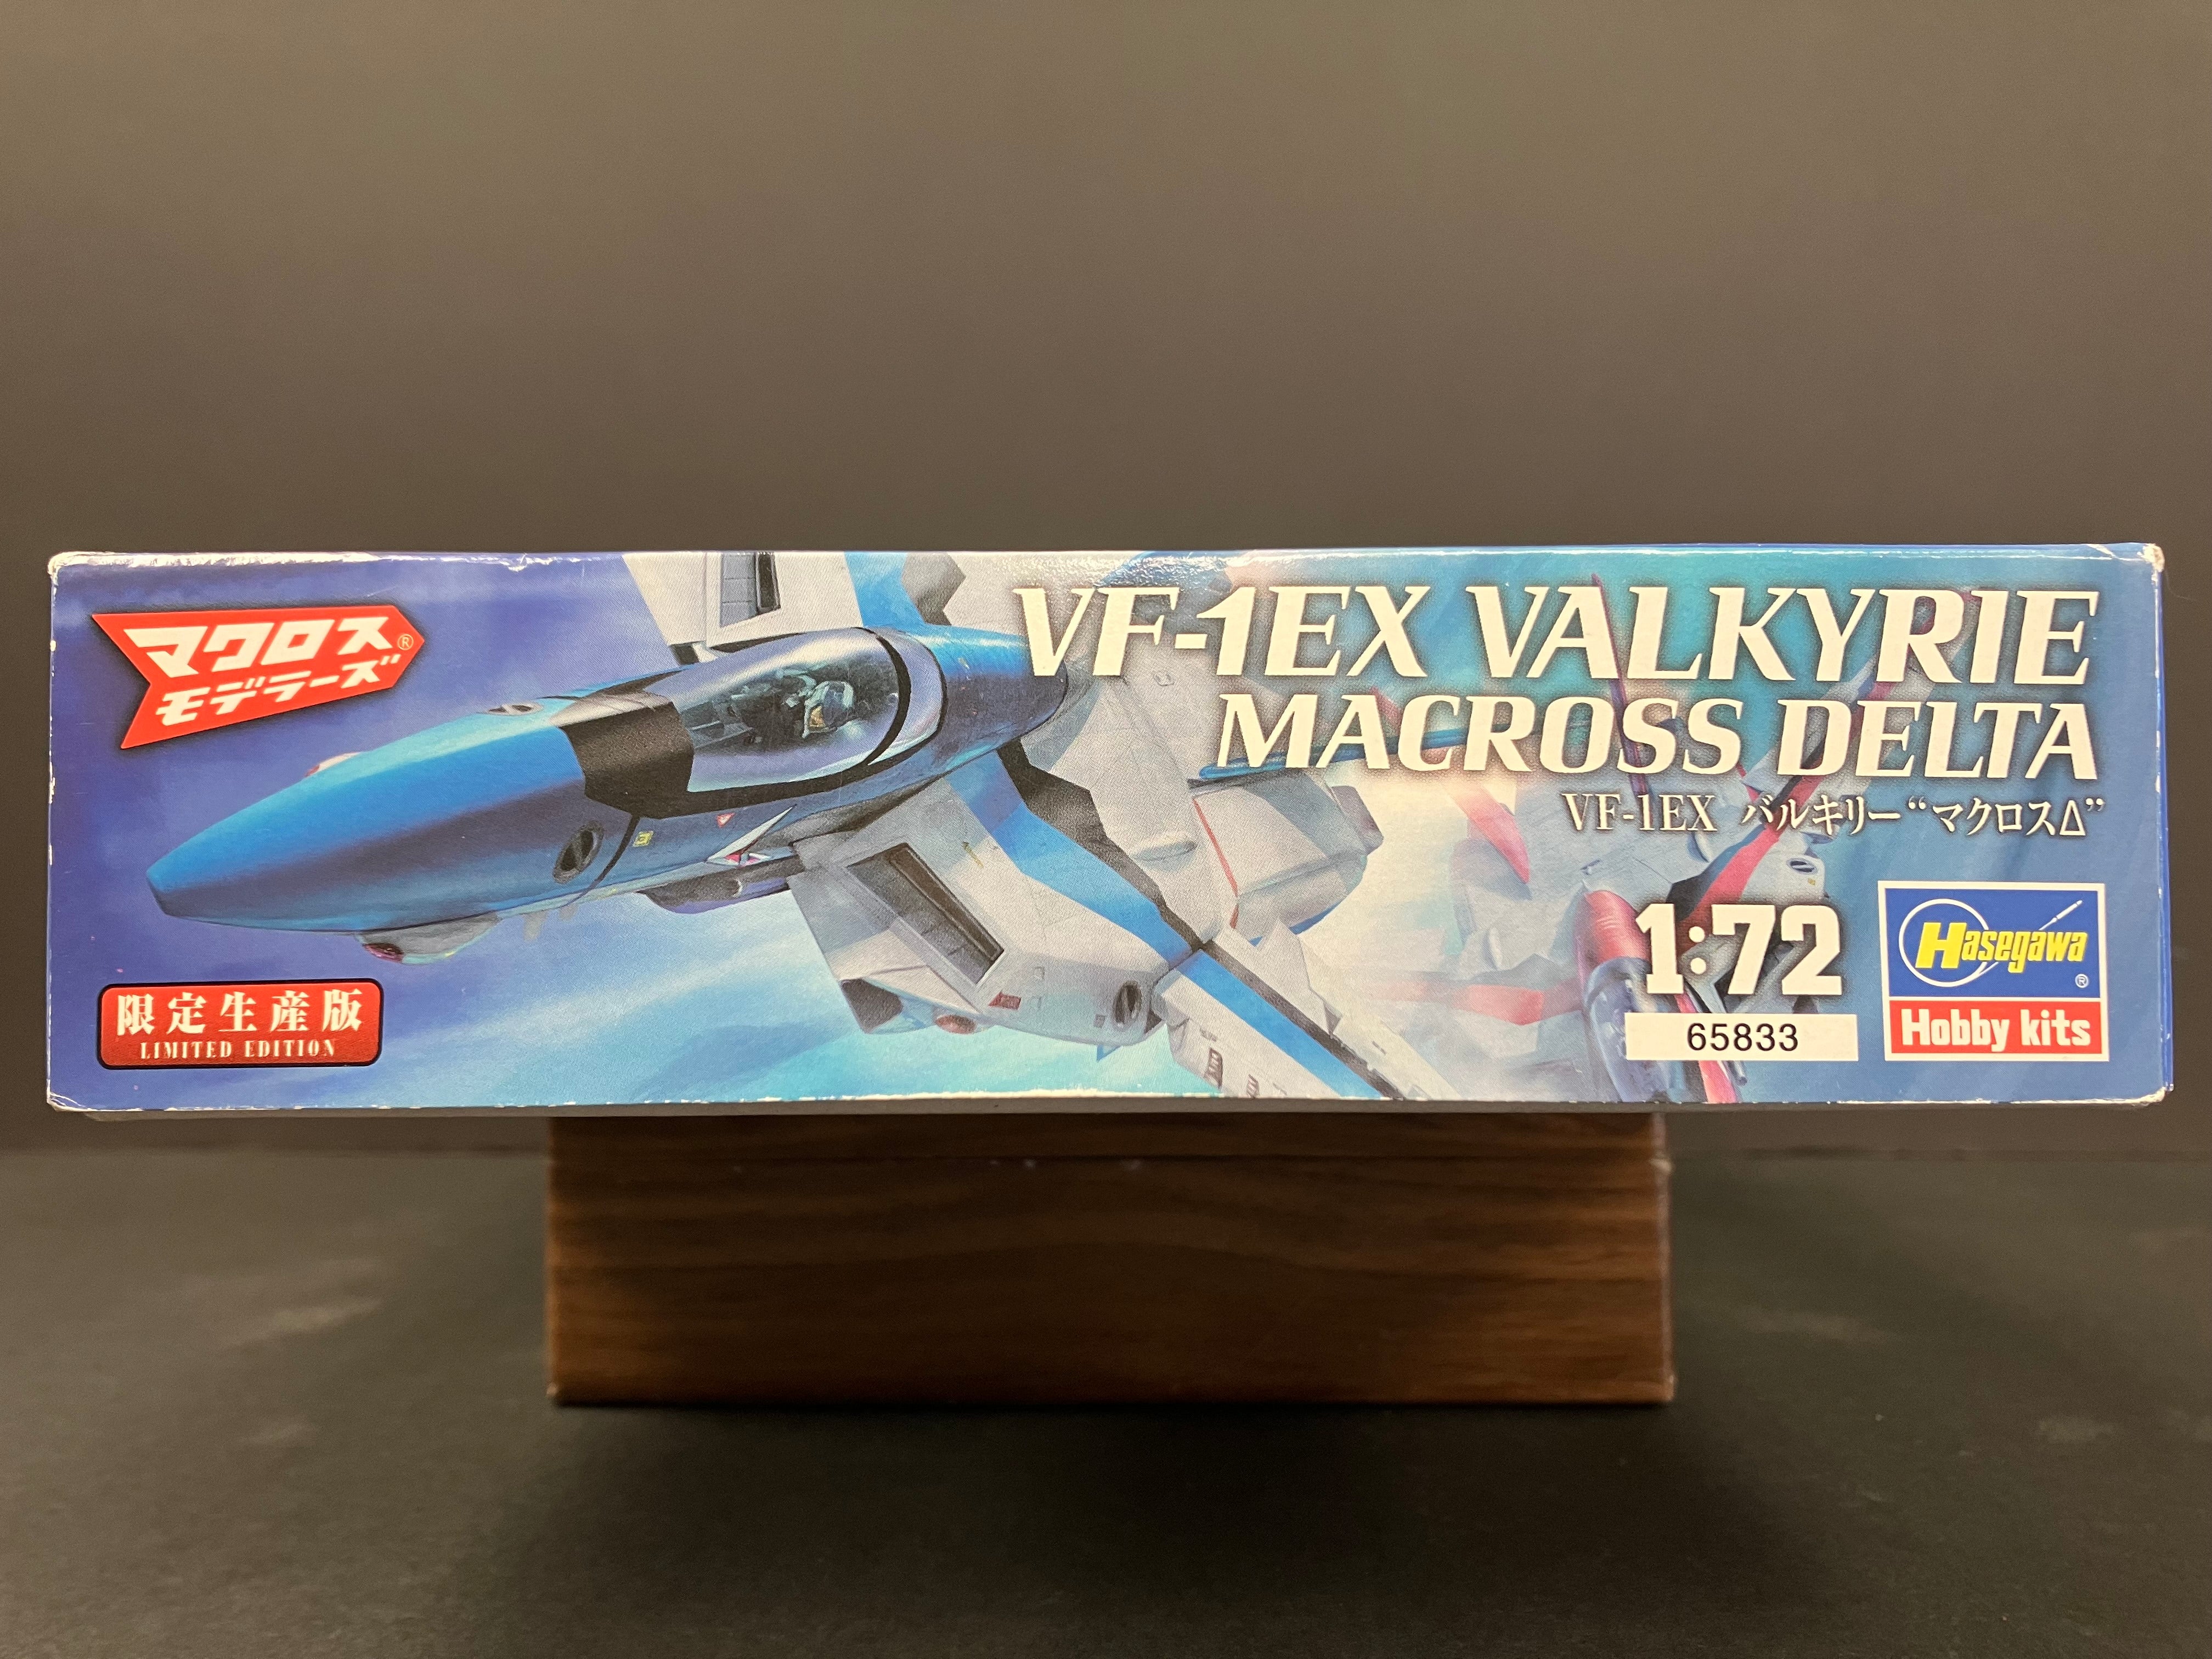 マクロス®
モデラーズ
VF-1EX VALKYRIE
MACROSS DELTA
VF-1EX バルキリー“マクロスΔ”
限定生産版
LIMITED EDITION
1:72
65833
Hasegawa®
Hobby kits